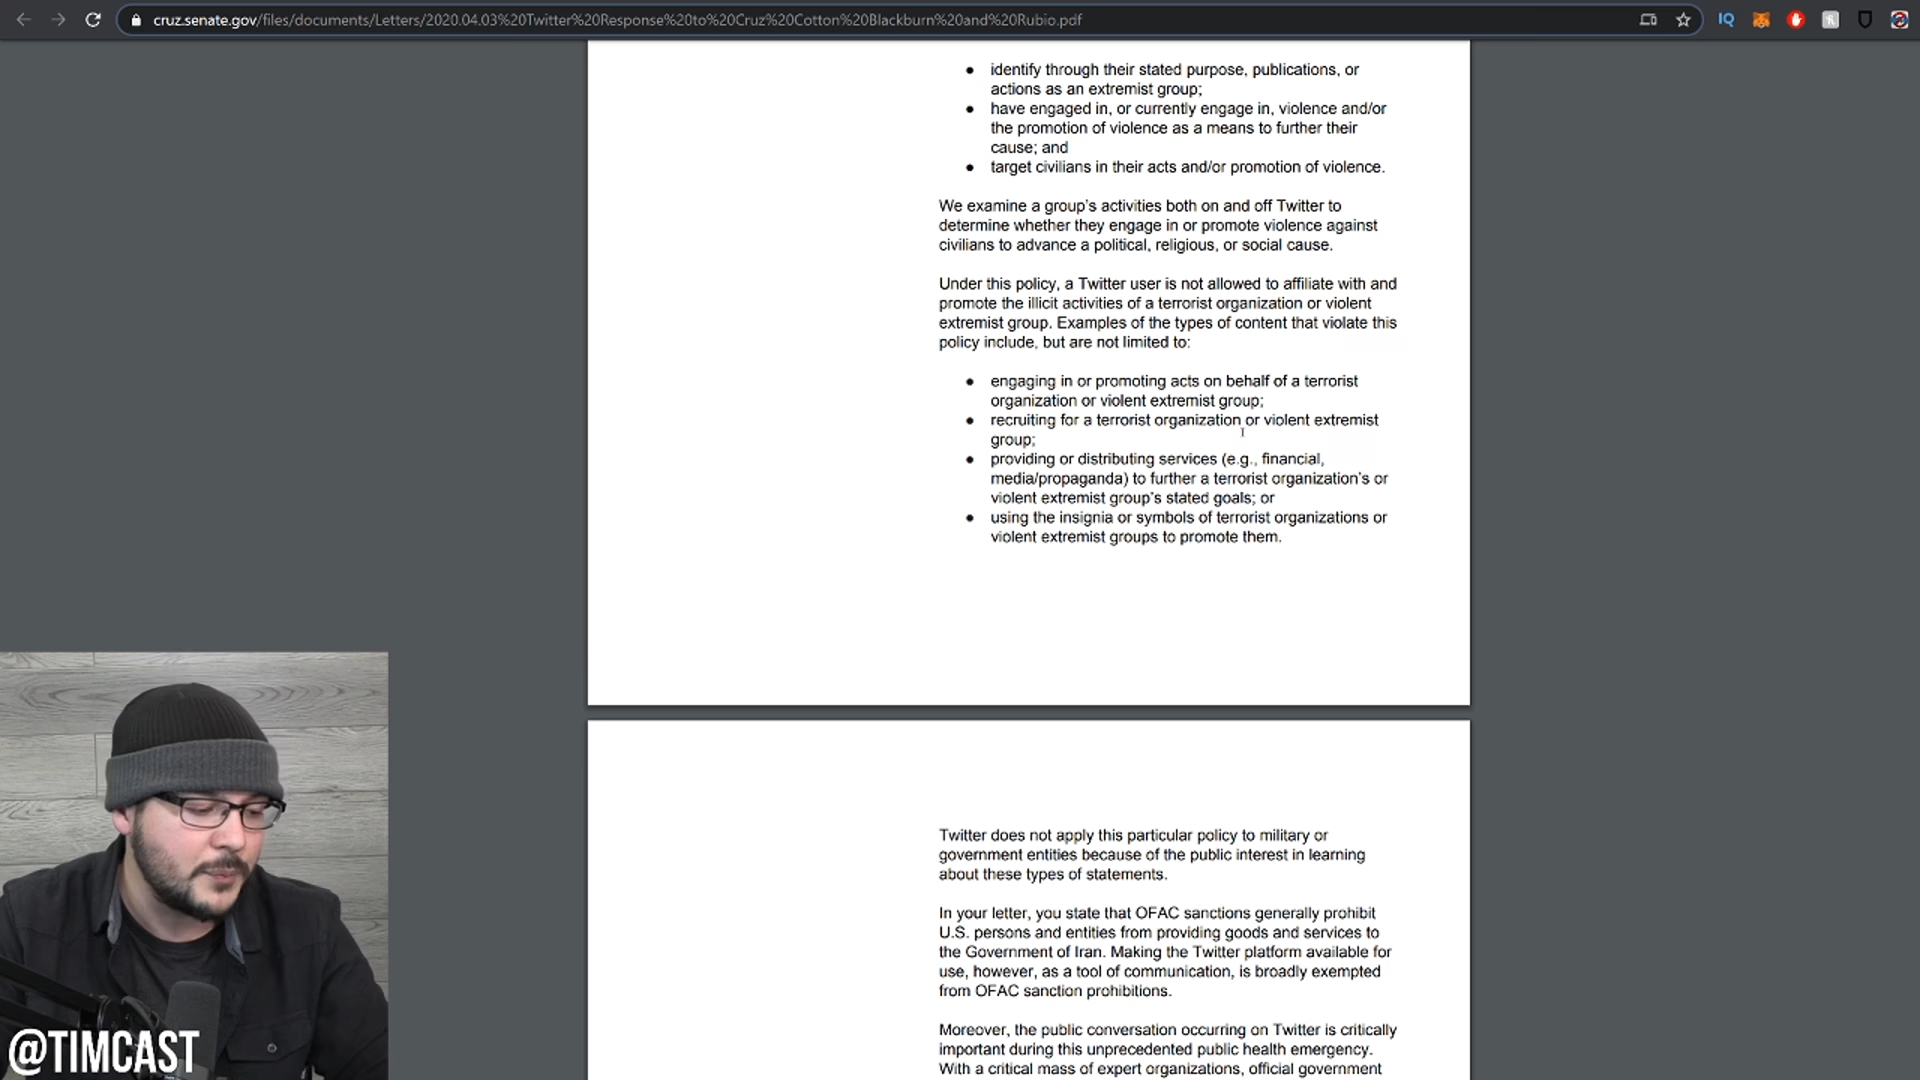 cruz.senate.gov/files/documents/Letters/2020.04.03%20Twitter%20Response%20to%20Cruz%20Cotton%20Blackburn%20and%20Rubio.pdf
IQ
● identify through their stated purpose, publications, or
actions as an extremist group;
● have engaged in, or currently engage in, violence and/or
the promotion of violence as a means to further their
cause; and
● target civilians in their acts and/or promotion of violence.
We examine a group's activities both on and off Twitter to
determine whether they engage in or promote violence against
civilians to advance a political, religious, or social cause.
Under this policy, a Twitter user is not allowed to affiliate with and
promote the illicit activities of a terrorist organization or violent
extremist group. Examples of the types of content that violate this
policy include, but are not limited to:
● engaging in or promoting acts on behalf of a terrorist
organization or violent extremist group;
● recruiting for a terrorist organization or violent extremist
group;
● providing or distributing services (e.g., financial,
media/propaganda) to further a terrorist organization's or
violent extremist group's stated goals; or
● using the insignia or symbols of terrorist organizations or
violent extremist groups to promote them.
Twitter does not apply this particular policy to military or
government entities because of the public interest in learning
about these types of statements.
In your letter, you state that OFAC sanctions generally prohibit
U.S. persons and entities from providing goods and services to
the Government of Iran. Making the Twitter platform available for
use, however, as a tool of communication, is broadly exempted
from OFAC sanction prohibitions.
Moreover, the public conversation occurring on Twitter is critically
important during this unprecedented public health emergency.
With a critical mass of expert organizations, official government
@TIMCAST